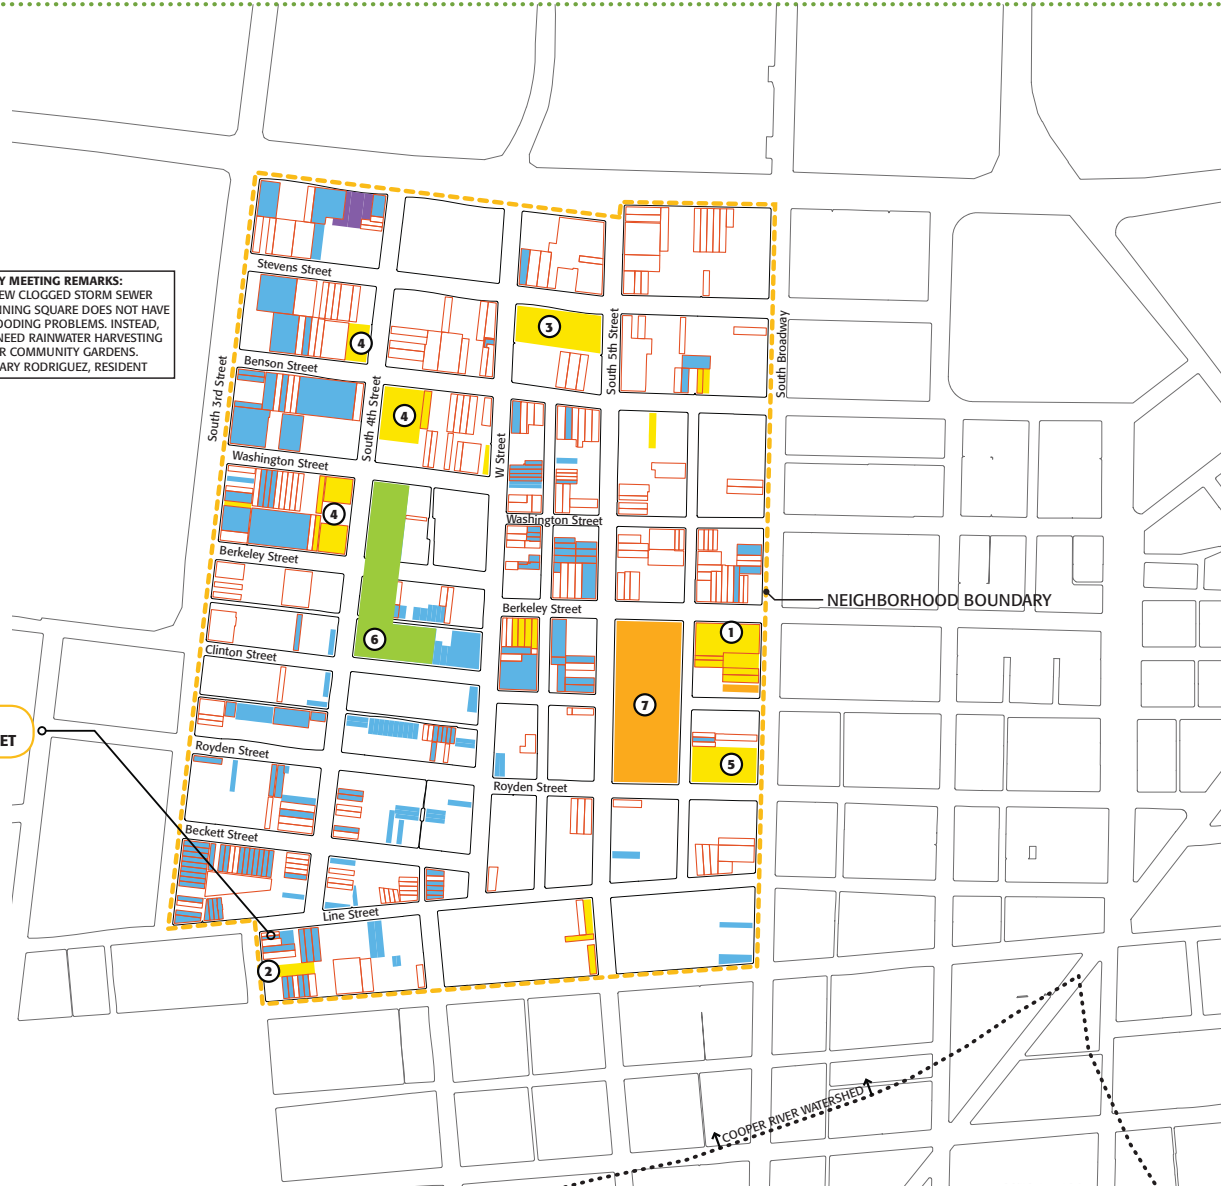 Stevens Street
Y MEETING REMARKS:
EW CLOGGED STORM SEWER
NNING SQUARE DOES NOT HAVE
OODING PROBLEMS. INSTEAD,
NEED RAINWATER HARVESTING
R COMMUNITY GARDENS.
ARY RODRIGUEZ, RESIDENT
3
4
South 5th Street
South Broadway
Benson Street
South 3rd Street
South 4th Street
4
W Street
Washington Street
4
Washington Street
Berkeley Street
NEIGHBORHOOD BOUNDARY
Berkeley Street
1
6
Clinton Street
7
ET
Royden Street
5
Royden Street
Beckett Street
Line Street
2
COOPER RIVER WATERSHED